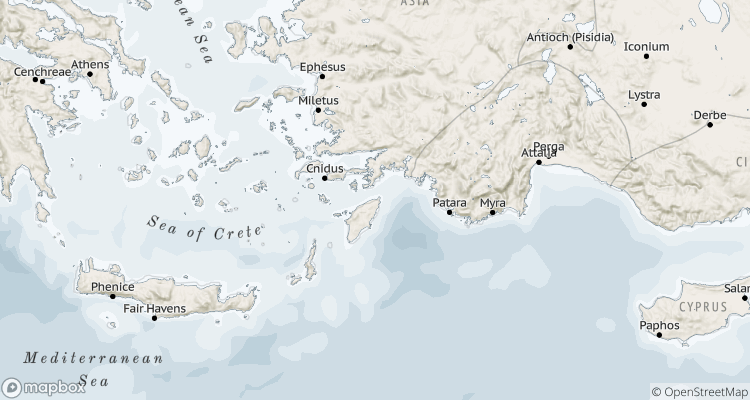 ASIA
Antioch (Pisidia)
Iconium
Athens
Cenchreae
Ephesus
Lystra
Miletus
Derbe
Perga
Attalia
Cnidus
Patara
Myra
Sea of Crete
Phenice
Fair Havens
CYPRUS
Paphos
Mediterranean
Sea
mapbox
© OpenStreetMap